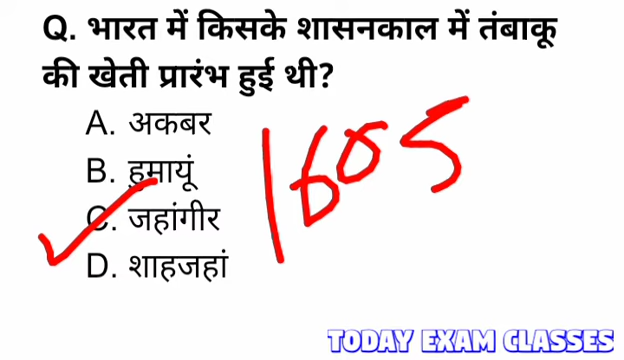 Q. भारत में किसके शासनकाल में तंबाकू
की खेती प्रारंभ हुई थी?
A. अकबर
B. हुमायूं
C. जहांगीर
D. शाहजहां
1605
TODAY EXAM CLASSES